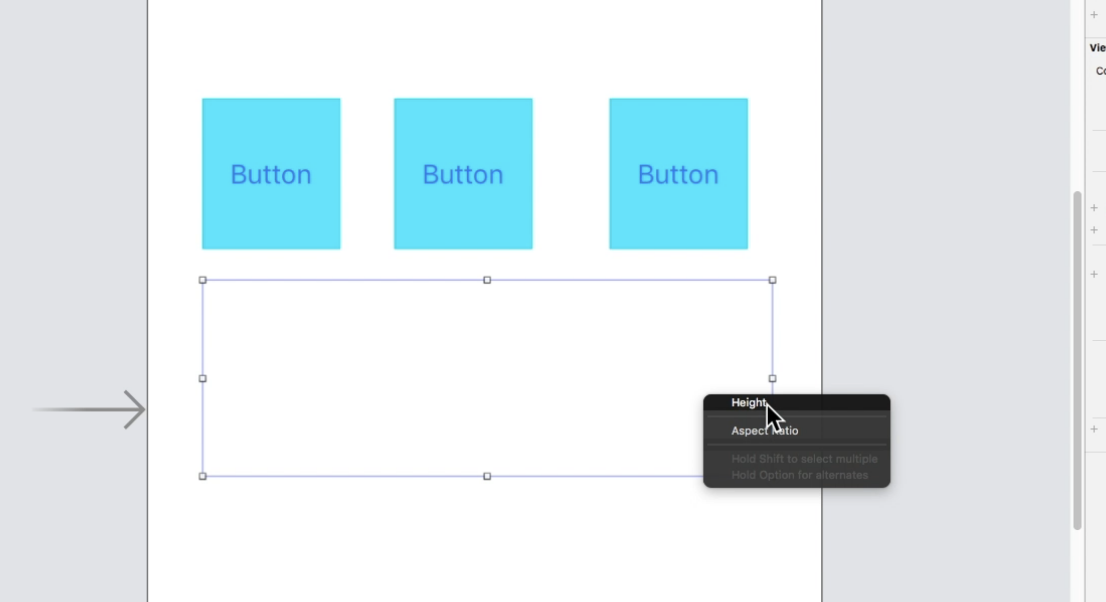 Vie
Co
Button Button Button
Height
Aspect Ratio
Hold Shift to select multiple
Hold Option for alternates